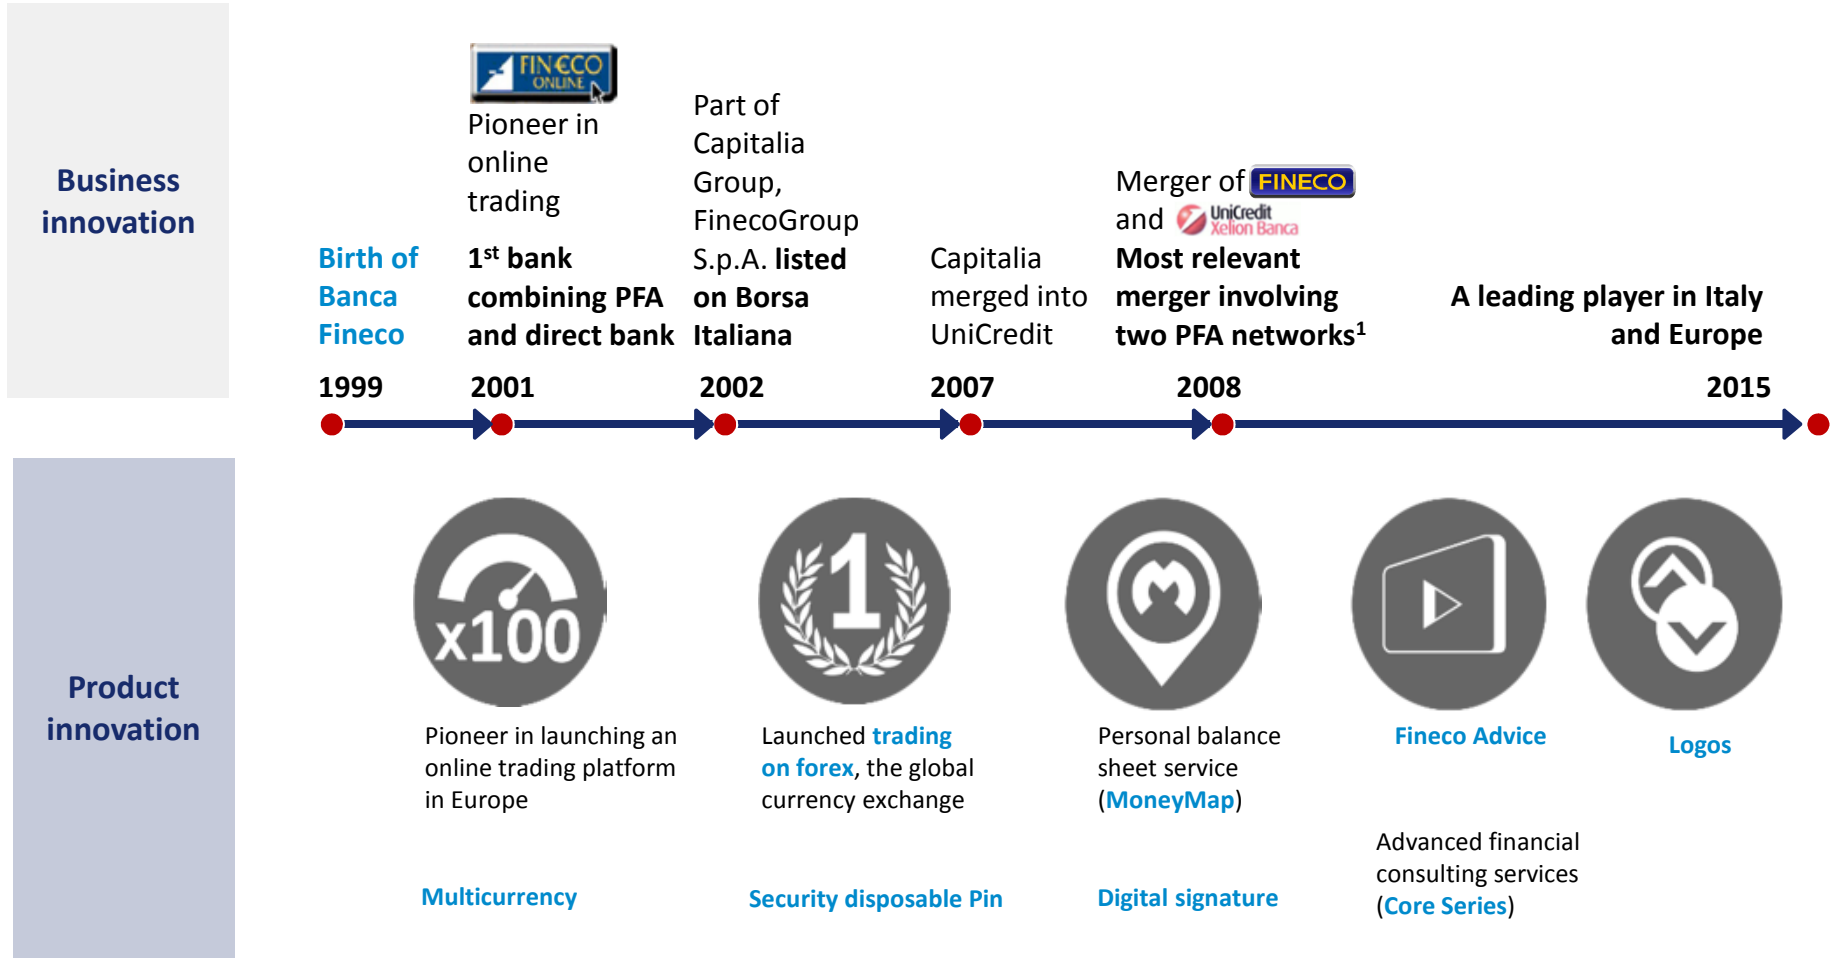 Business
innovation
Birth of
Banca
Fineco
1999
FIN€CO
ONLINE
Pioneer in
online
trading
1st bank
combining PFA
and direct bank
2001
Part of
Capitalia
Group,
FinecoGroup
S.p.A. listed
on Borsa
Italiana
2002
Capitalia
merged into
UniCredit
2007
Merger of FINECO
and UniCredit
Xelion Banca
Most relevant
merger involving
two PFA networks1
2008
A leading player in Italy
and Europe
2015
Product
innovation
x100
Pioneer in launching an
online trading platform
in Europe
Multicurrency
1
Launched trading
on forex, the global
currency exchange
Security disposable Pin
M
Personal balance
sheet service
(MoneyMap)
Digital signature
Fineco Advice
Advanced financial
consulting services
(Core Series)
Logos